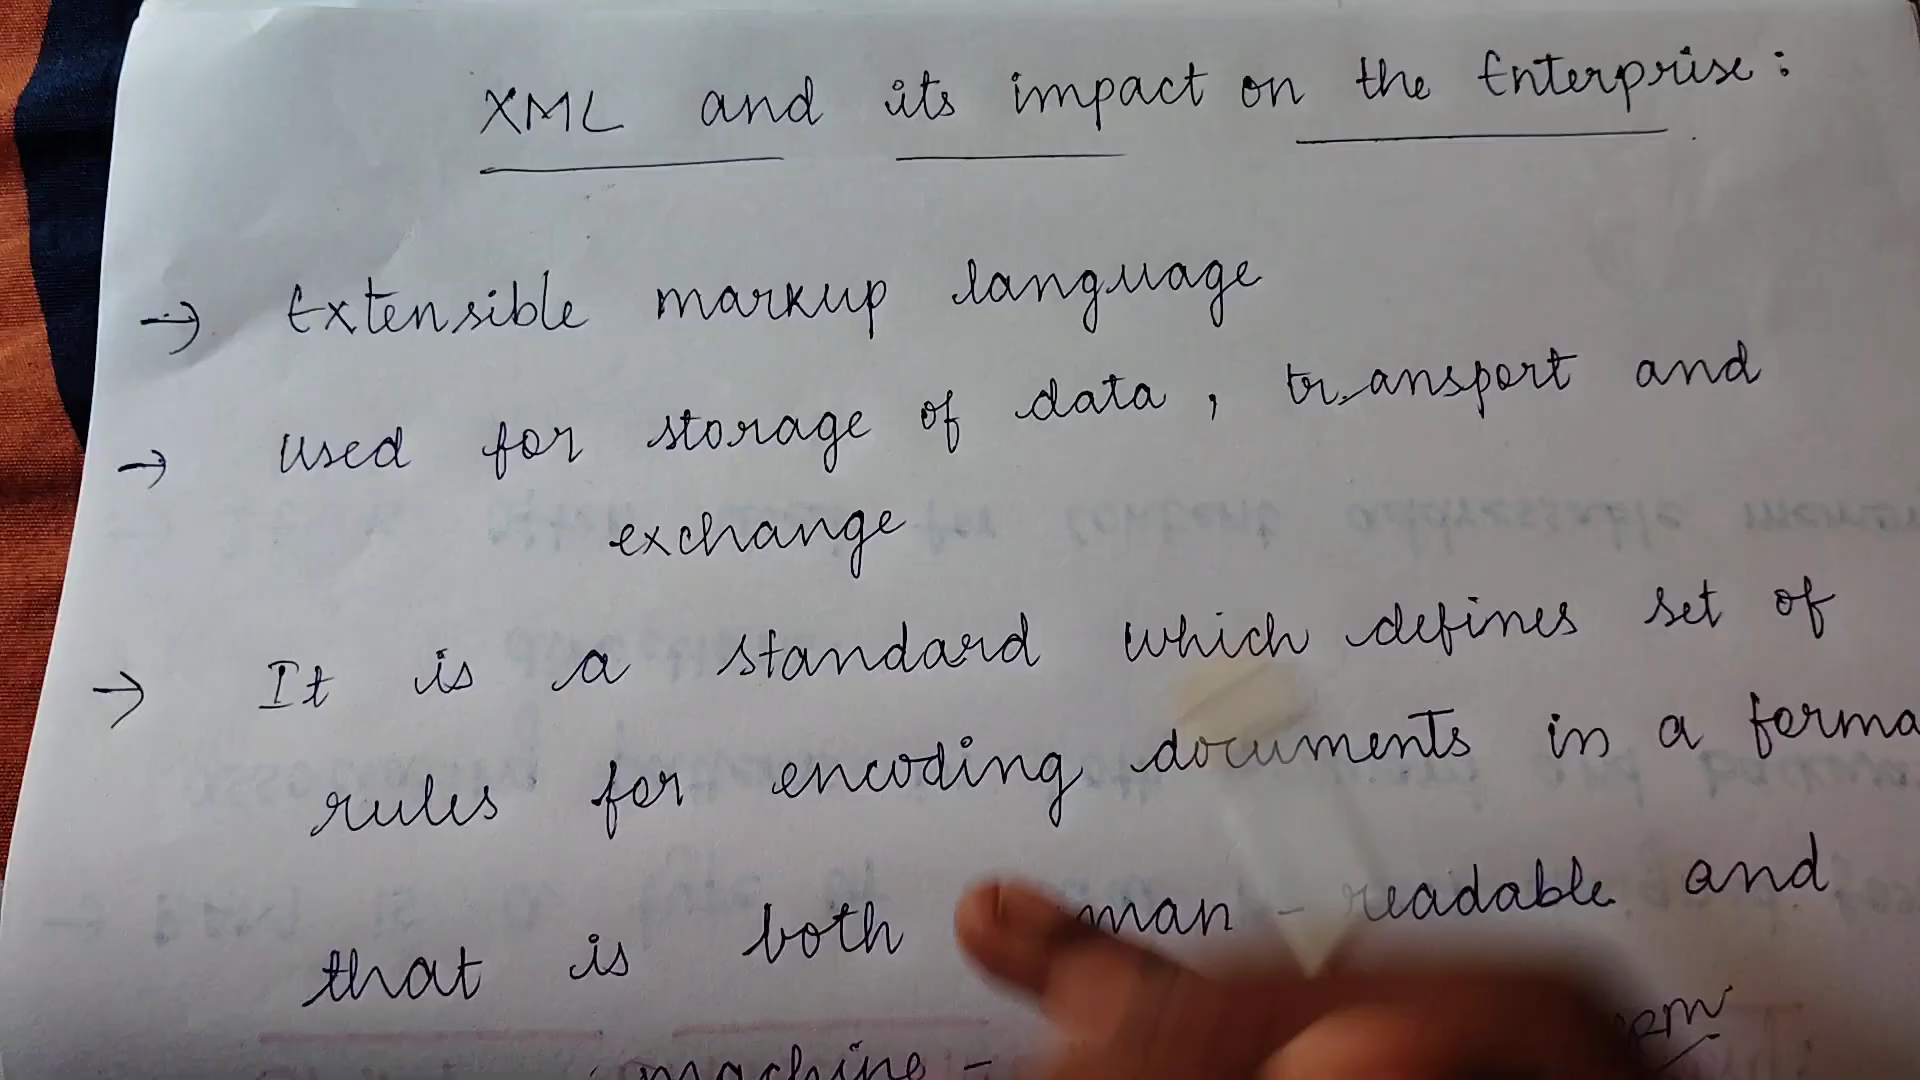 XML and its impact on the Enterprise:
→ Extensible markup language
→ Used for storage of data, transport and
exchange
→ It is a standard which defines set of
rules for encoding documents in a forma
that is both man-readable and
machine-